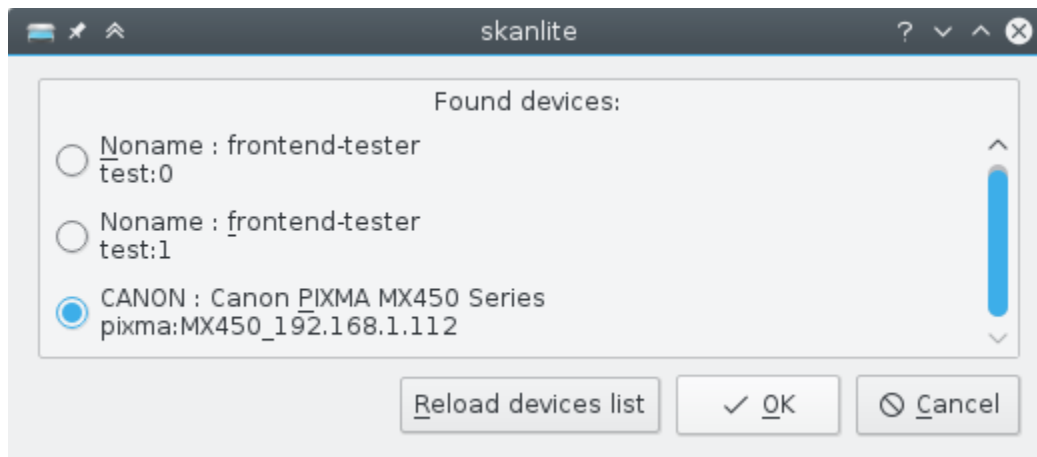 skanlite
Found devices:
Noname : frontend-tester
test:0
Noname : frontend-tester
test:1
CANON : Canon PIXMA MX450 Series
pixma:MX450_192.168.1.112
Reload devices list
OK
Cancel